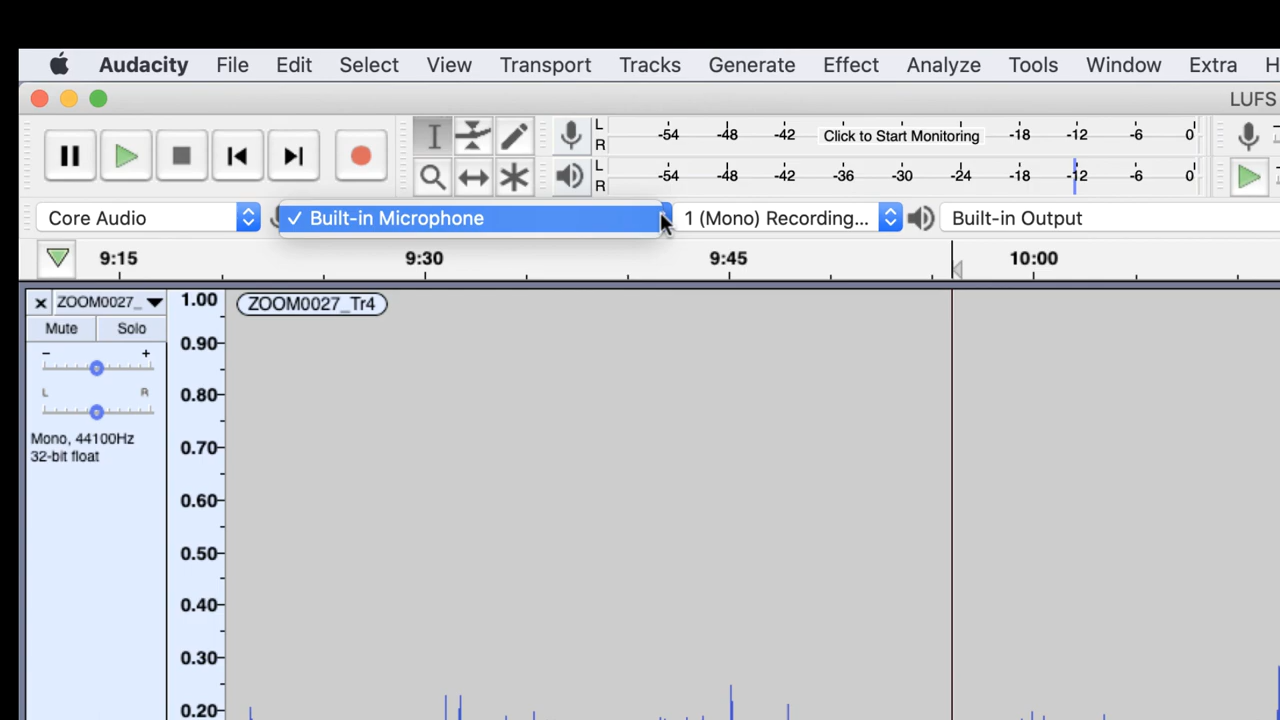 Audacity File Edit Select View Transport Tracks Generate Effect Analyze Tools Window Extra H
LUFS
L R -54 -48 -42 Click to Start Monitoring -18 -12 -6 0
L R -54 -48 -42 -36 -30 -24 -18 -12 -6 0
Core Audio ✓ Built-in Microphone 1 (Mono) Recording... Built-in Output
9:15 9:30 9:45 10:00
× ZOOM0027_ 1.00 ZOOM0027_Tr4
Mute Solo
0.90
- +
0.80
L R
Mono, 44100Hz
0.70
32-bit float
0.60
0.50
0.40
0.30
0.20